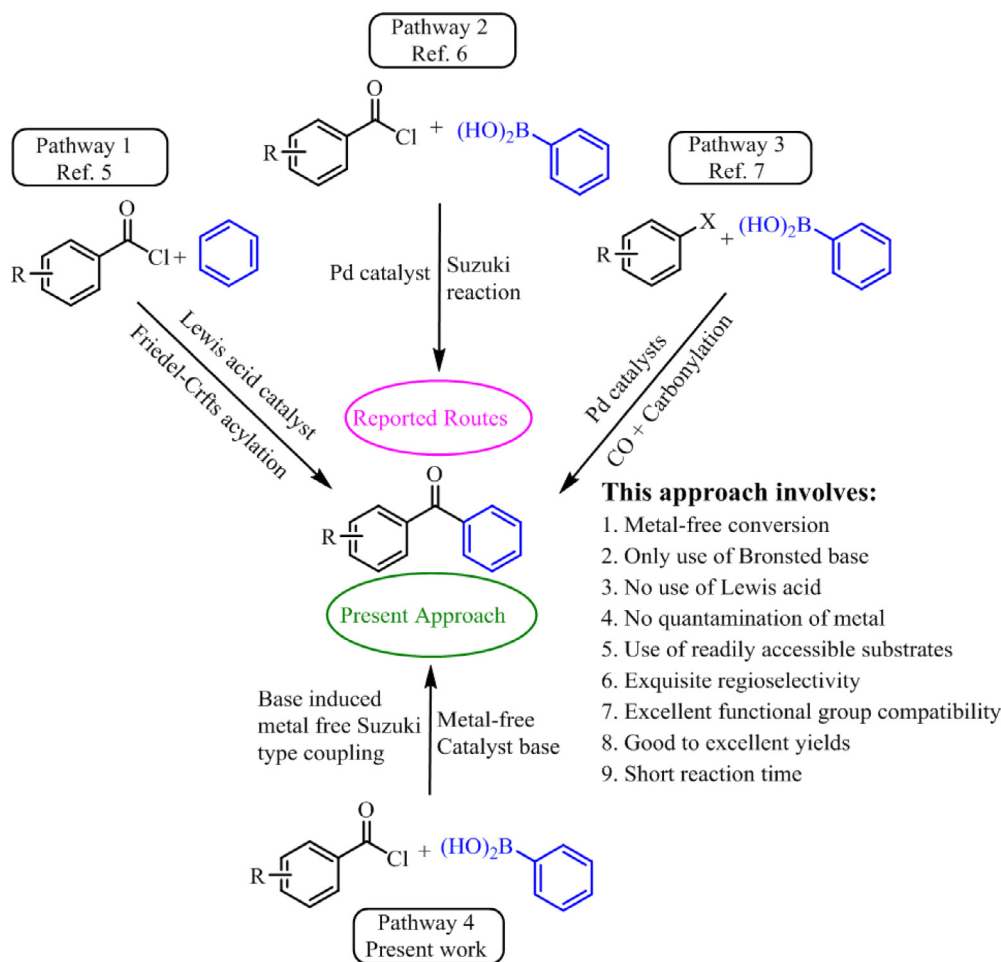 Pathway 2
Ref. 6
O
Cl
+
(HO)2B
R
Pathway 1
Ref. 5
O
Cl
+
R
Pathway 3
Ref. 7
X
+
(HO)2B
R
Pd catalyst
Suzuki
reaction
Lewis acid catalyst
Friedel-Crfts acylation
Pd catalysts
CO + Carbonylation
Reported Routes
O
R
Present Approach
This approach involves:
1. Metal-free conversion
2. Only use of Bronsted base
3. No use of Lewis acid
4. No quantamination of metal
5. Use of readily accessible substrates
6. Exquisite regioselectivity
7. Excellent functional group compatibility
8. Good to excellent yields
9. Short reaction time
Base induced
metal free Suzuki
type coupling
Metal-free
Catalyst base
O
Cl
+
(HO)2B
R
Pathway 4
Present work